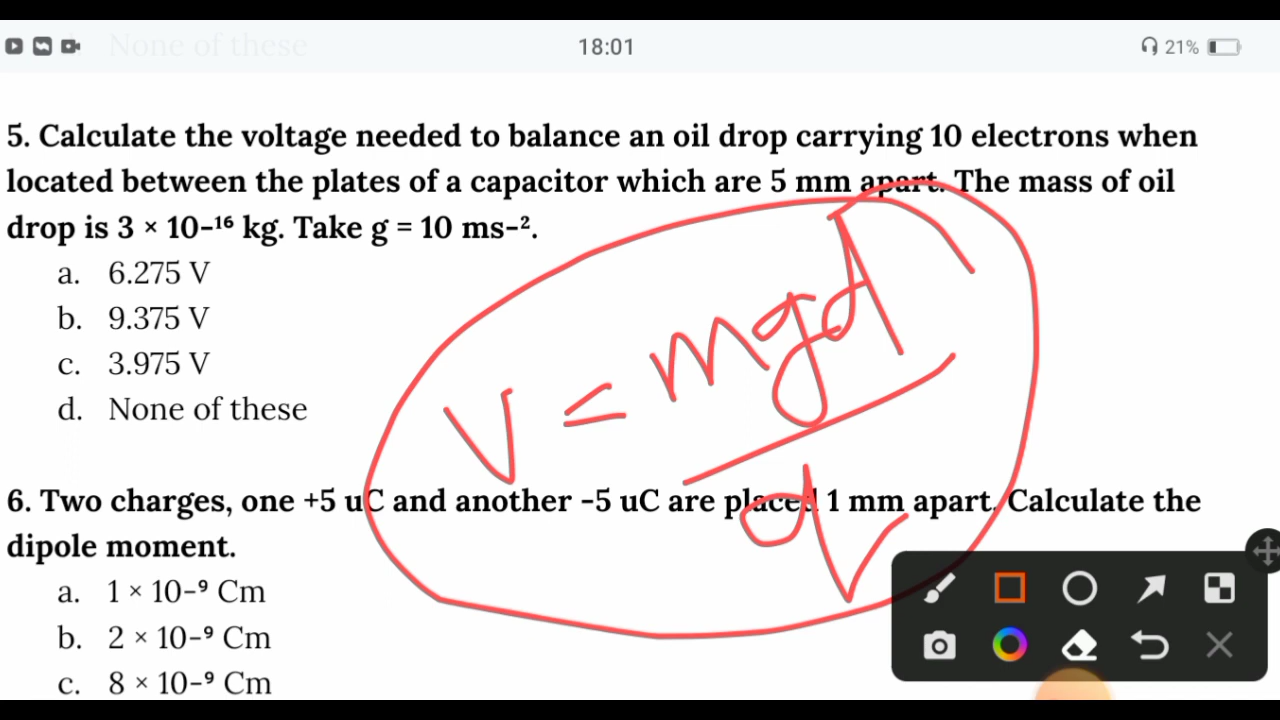 None of these
18:01
21%
5. Calculate the voltage needed to balance an oil drop carrying 10 electrons when
located between the plates of a capacitor which are 5 mm apart. The mass of oil
drop is 3 × 10-¹⁶ kg. Take g = 10 ms-².
a. 6.275 V
b. 9.375 V
c. 3.975 V
d. None of these
V = mgd
q
6. Two charges, one +5 uC and another -5 uC are placed 1 mm apart. Calculate the
dipole moment.
a. 1 × 10-⁹ Cm
b. 2 × 10-⁹ Cm
c. 8 × 10-⁹ Cm